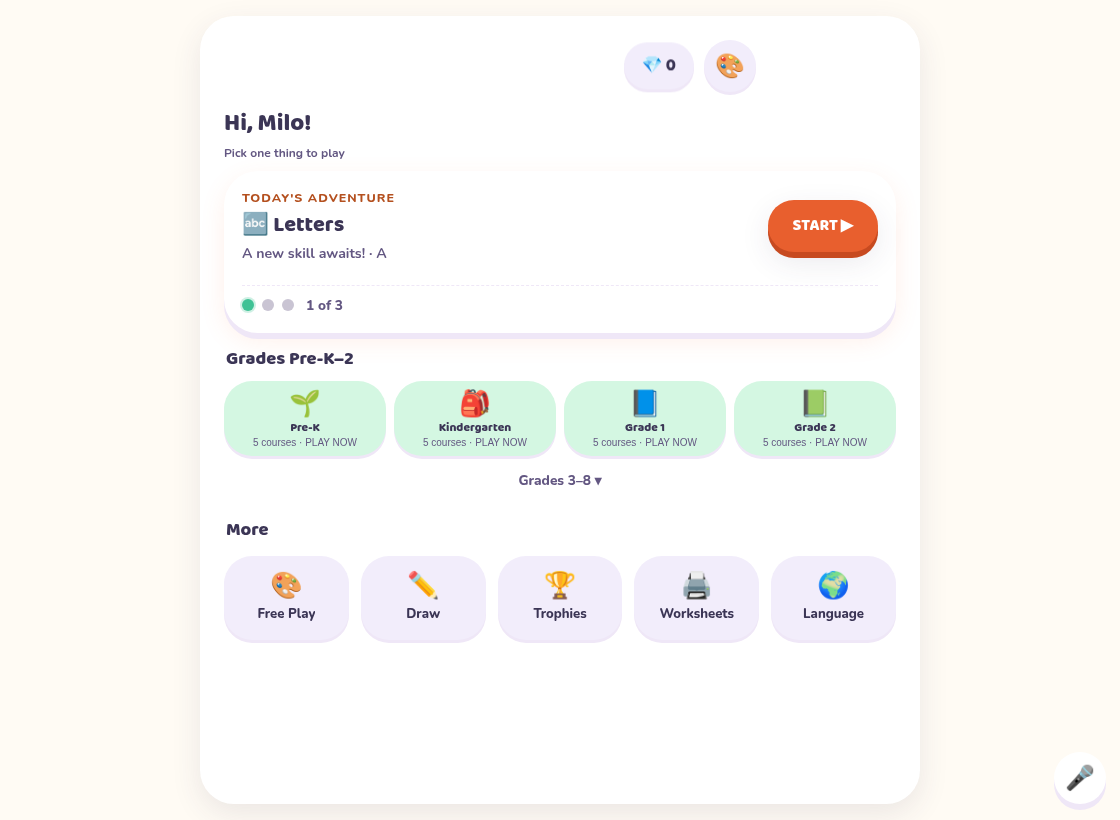 💎 0
Hi, Milo!
Pick one thing to play
TODAY'S ADVENTURE
🔤 Letters
START ▶
A new skill awaits! · A
1 of 3
Grades Pre-K–2
Pre-K
5 courses · PLAY NOW
Kindergarten
5 courses · PLAY NOW
Grade 1
5 courses · PLAY NOW
Grade 2
5 courses · PLAY NOW
Grades 3–8 ▾
More
Free Play
Draw
Trophies
Worksheets
Language